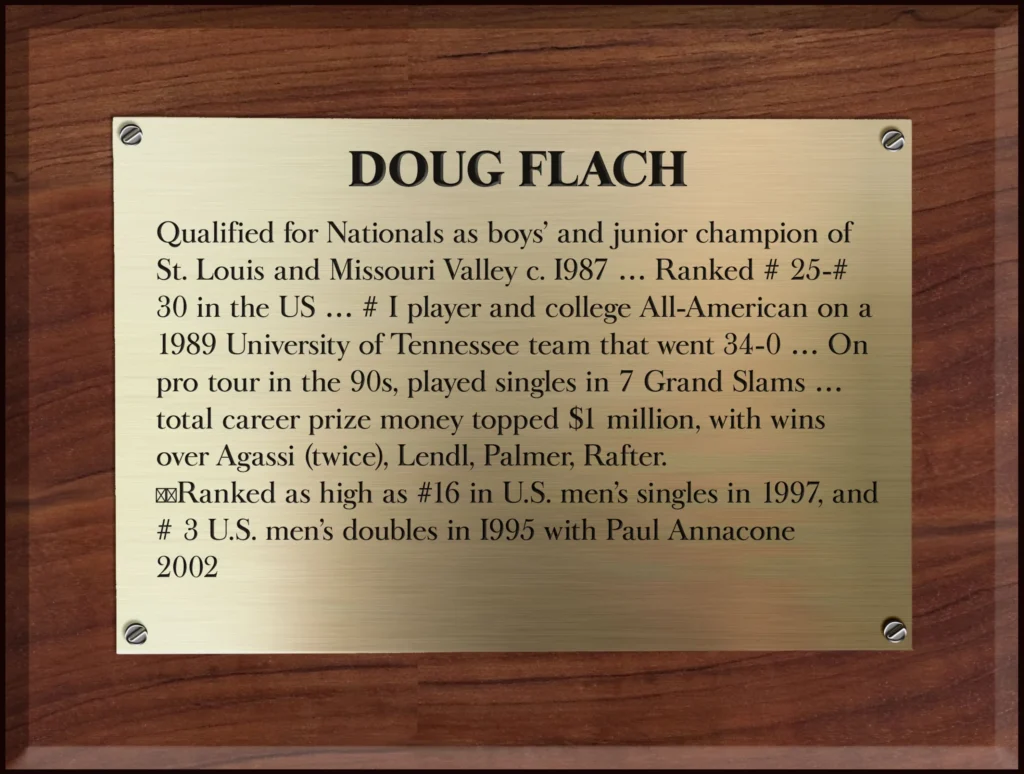 DOUG FLACH
Qualified for Nationals as boys’ and junior champion of
St. Louis and Missouri Valley c. I987 … Ranked # 25-#
30 in the US … # I player and college All-American on a
1989 University of Tennessee team that went 34-0 … On
pro tour in the 90s, played singles in 7 Grand Slams …
total career prize money topped $1 million, with wins
over Agassi (twice), Lendl, Palmer, Rafter.
Ranked as high as #16 in U.S. men’s singles in 1997, and
# 3 U.S. men’s doubles in I995 with Paul Annacone
2002